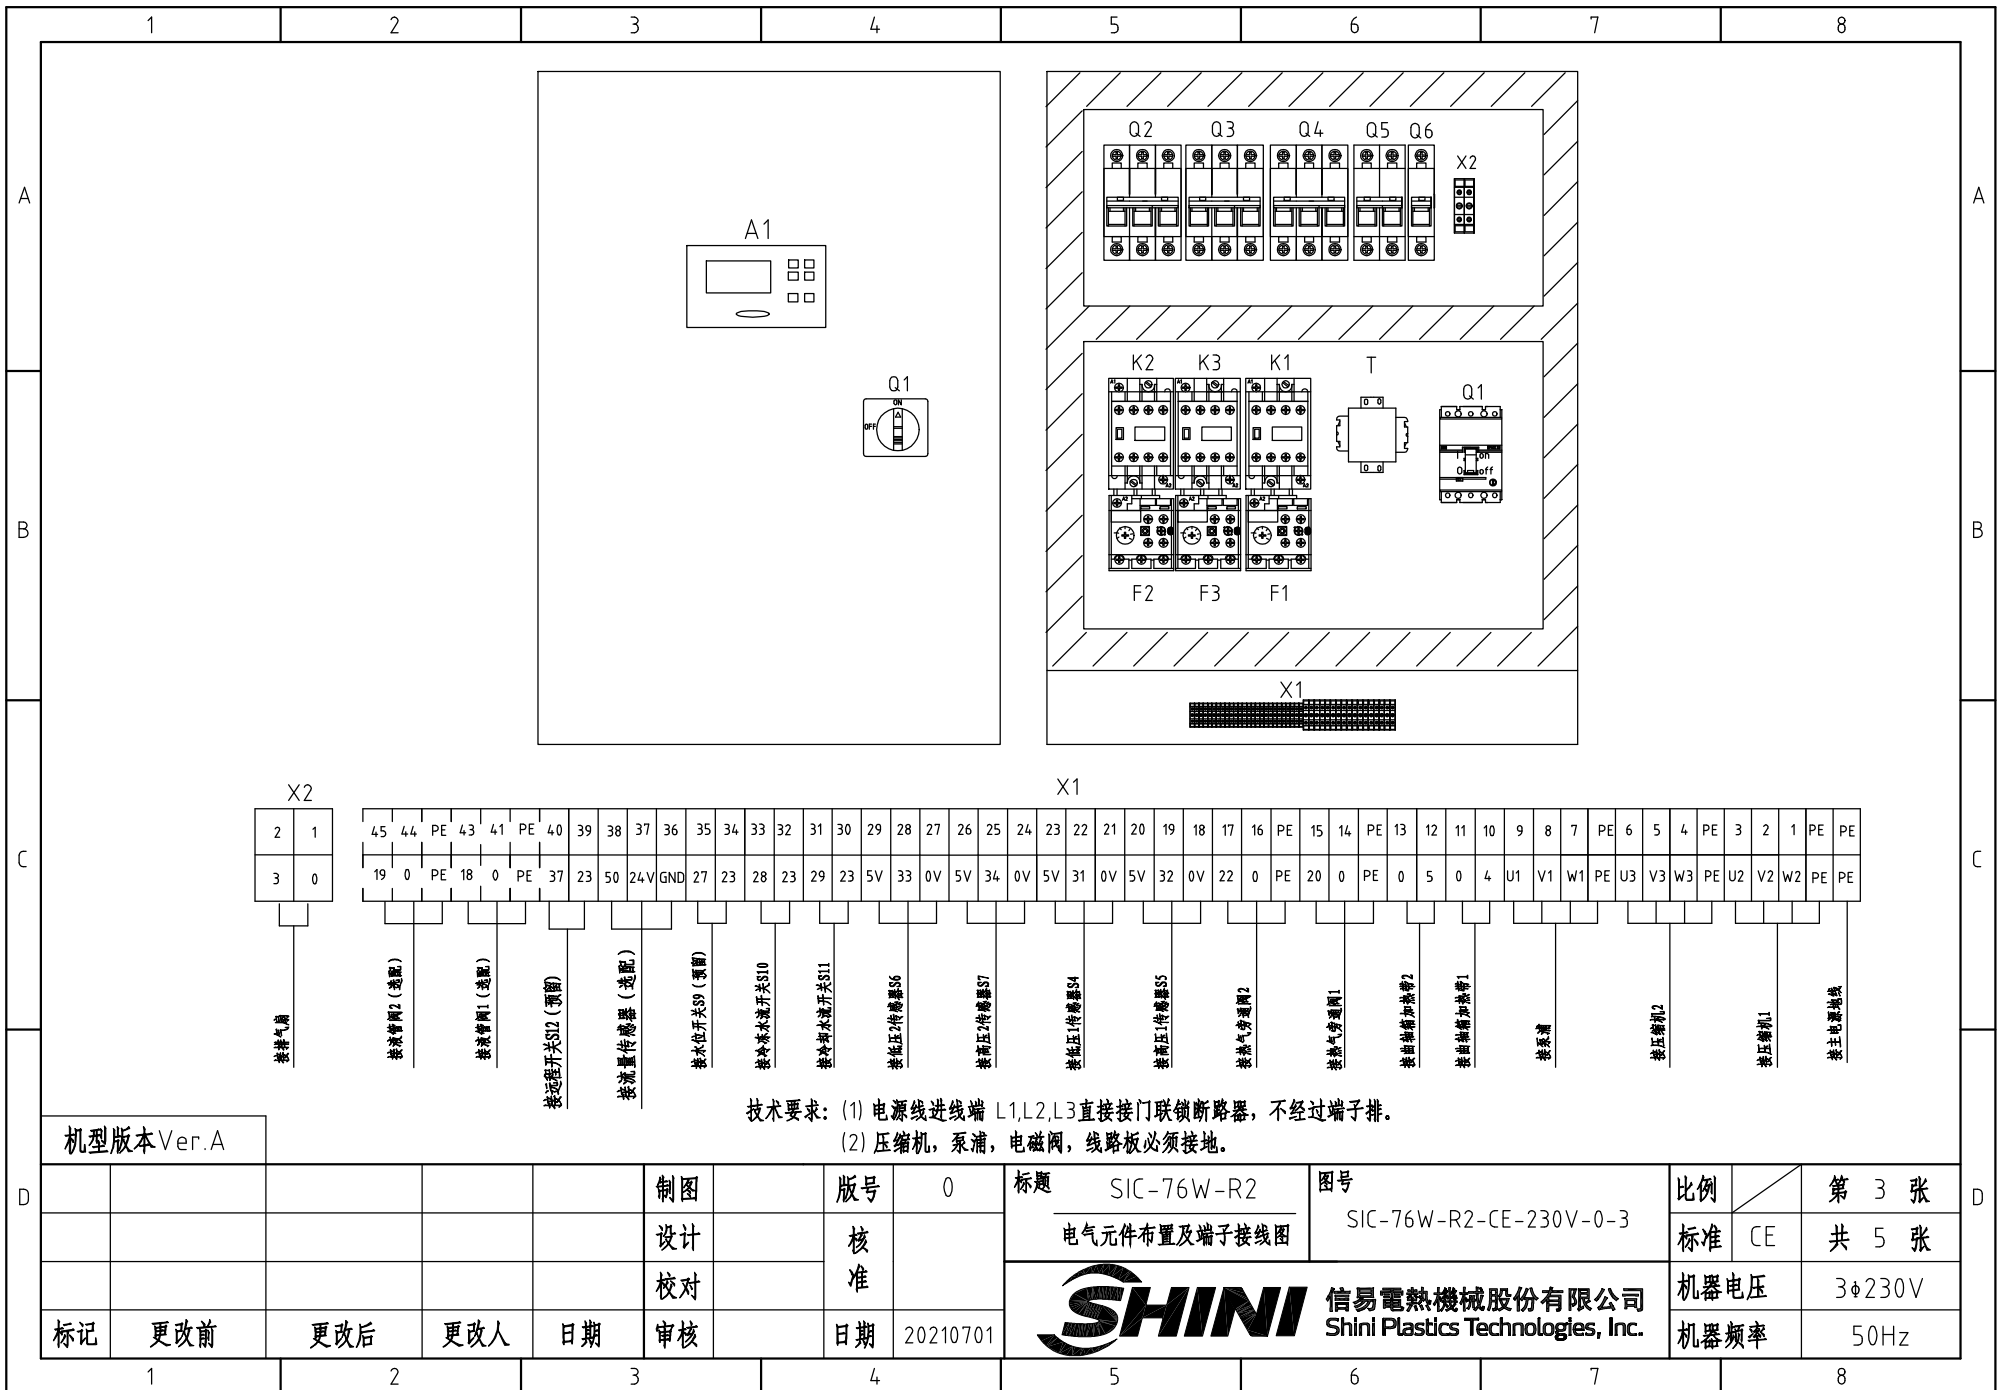 1 2 3 4 5 6 7 8
A A
B B
C C
D D
A1
Q1
ON
OFF
Q2 Q3 Q4 Q5 Q6
X2
K2 K3 K1 T
Q1
on
off
F2 F3 F1
X1
X2
2 1
3 0
X1
45 44 PE 43 41 PE 40 39 38 37 36 35 34 33 32 31 30 29 28 27 26 25 24 23 22 21 20 19 18 17 16 PE 15 14 PE 13 12 11 10 9 8 7 PE 6 5 4 PE 3 2 1 PE PE
19 0 PE 18 0 PE 37 23 50 24V GND 27 23 28 23 29 23 5V 33 0V 5V 34 0V 5V 31 0V 5V 32 0V 22 0 PE 20 0 PE 0 5 0 4 U1 V1 W1 PE U3 V3 W3 PE U2 V2 W2 PE PE
接排气扇
接液管阀2（选配）
接液管阀1（选配）
接远程开关S12（预留）
接流量传感器（选配）
接水位开关S9（预留）
接冷冻水流开关S10
接冷却水流开关S11
接低压2传感器S6
接高压2传感器S7
接低压1传感器S4
接高压1传感器S5
接热气旁通阀2
接热气旁通阀1
接曲轴箱加热带2
接曲轴箱加热带1
接泵浦
接压缩机2
接压缩机1
接主电源地线
技术要求: (1) 电源线进线端 L1,L2,L3直接接门联锁断路器，不经过端子排。
(2) 压缩机，泵浦，电磁阀，线路板必须接地。
机型版本Ver.A
制图 版号 0
设计 核准
校对
标记 更改前 更改后 更改人 日期 审核 日期 20210701
标题 SIC-76W-R2
电气元件布置及端子接线图
图号
SIC-76W-R2-CE-230V-0-3
比例 第 3 张
标准 CE 共 5 张
机器电压 3φ230V
机器频率 50Hz
SHINI
信易電熱機械股份有限公司
Shini Plastics Technologies, Inc.
1 2 3 4 5 6 7 8